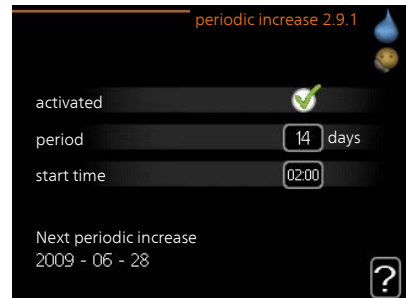 periodic increase 2.9.1
activated
period 14 days
start time 02:00
Next periodic increase
2009 - 06 - 28
?